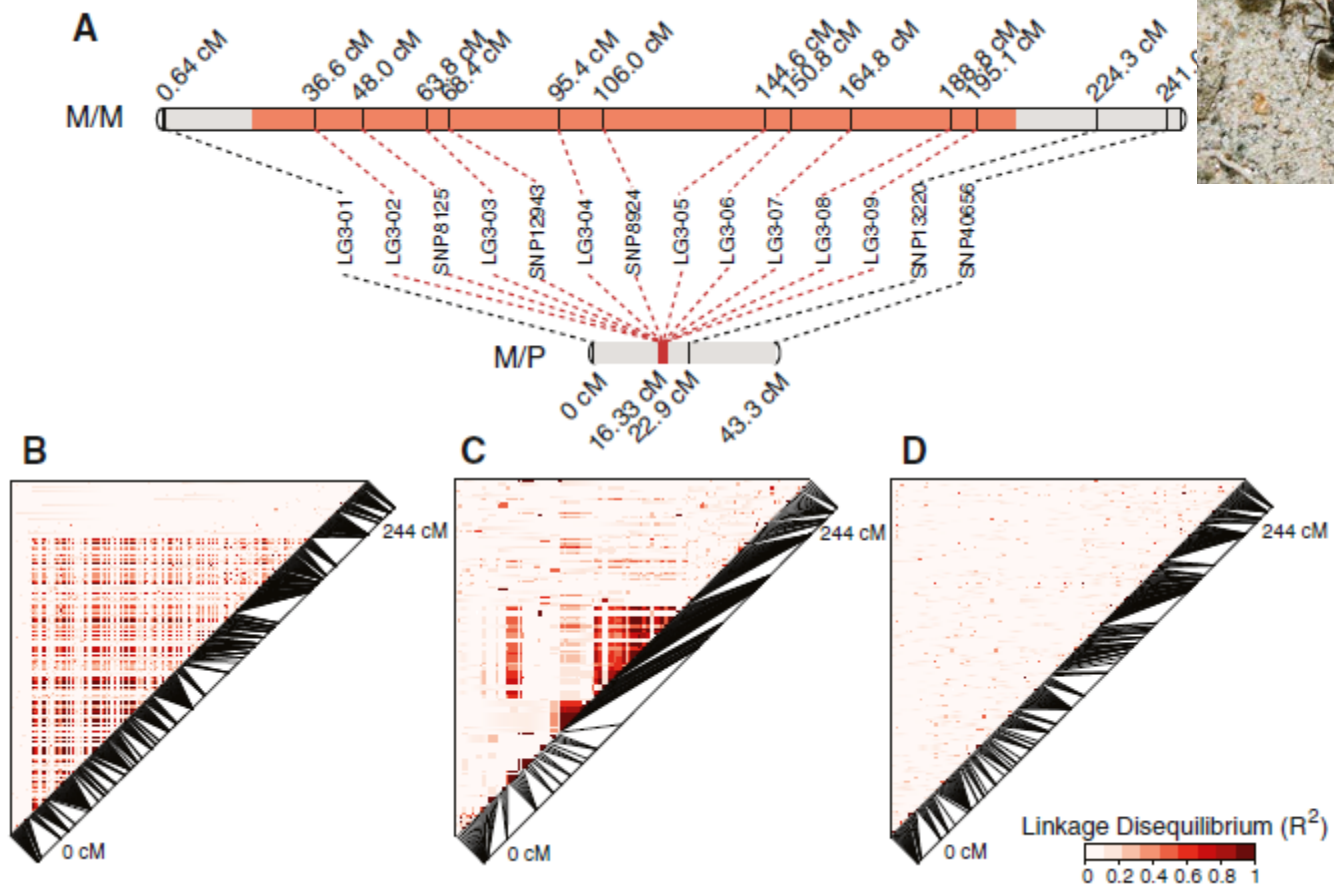 A
0.64 cM
36.6 cM
48.0 cM
63.8 cM
68.4 cM
95.4 cM
106.0 cM
144.6 cM
150.8 cM
164.8 cM
188.8 cM
195.1 cM
224.3 cM
241.
M/M
LG3-01
LG3-02
SNP8125
LG3-03
SNP12943
LG3-04
SNP8924
LG3-05
LG3-06
LG3-07
LG3-08
LG3-09
SNP13220
SNP40656
M/P
0 cM
16.33 cM
22.9 cM
43.3 cM
B
C
D
244 cM
244 cM
244 cM
0 cM
0 cM
0 cM
Linkage Disequilibrium (R²)
0 0.2 0.4 0.6 0.8 1